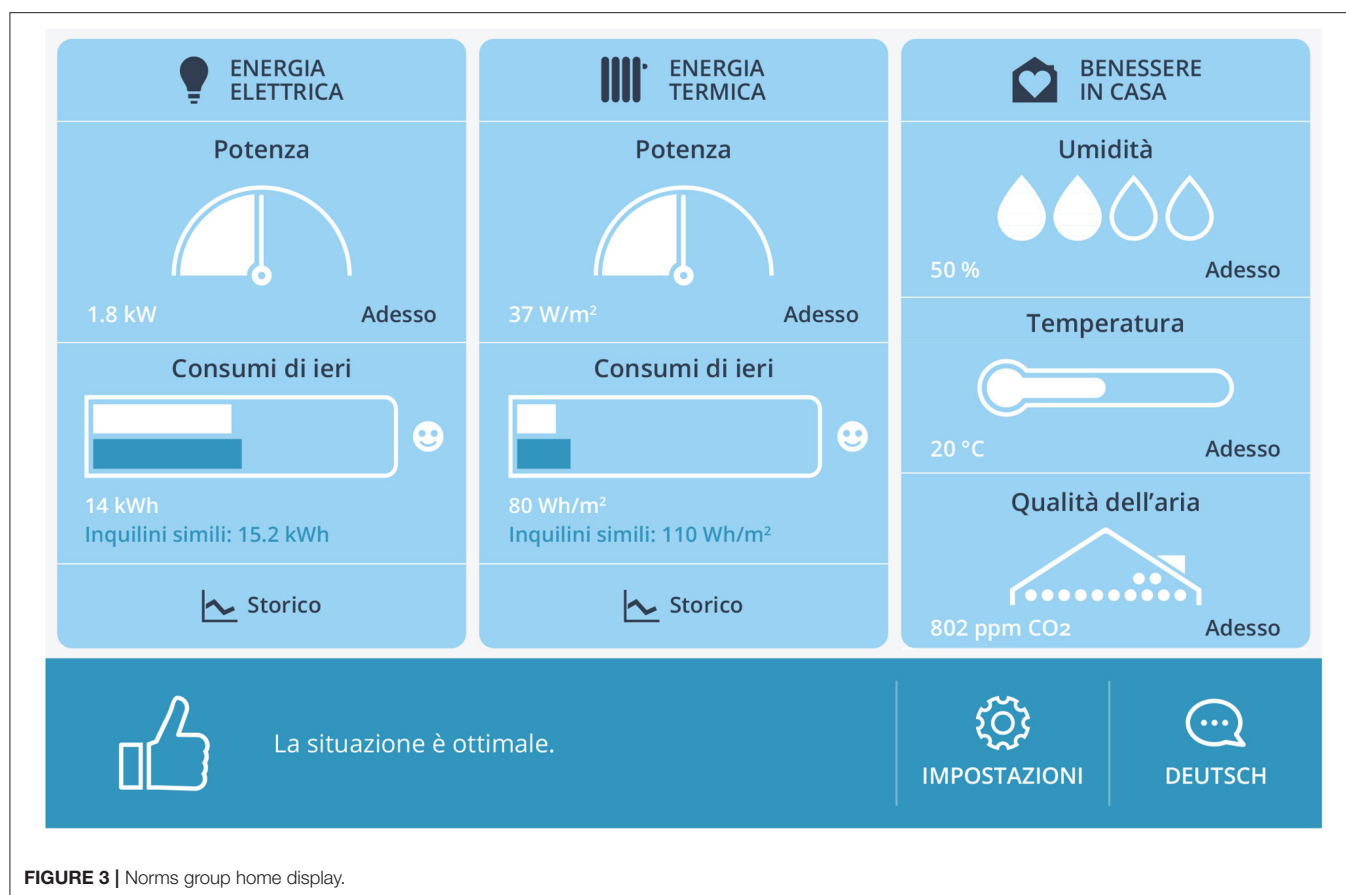 ENERGIA
ELETTRICA
Potenza
1.8 kW
Adesso
Consumi di ieri
14 kWh
Inquilini simili: 15.2 kWh
Storico
ENERGIA
TERMICA
Potenza
37 W/m²
Adesso
Consumi di ieri
80 Wh/m²
Inquilini simili: 110 Wh/m²
Storico
BENESSERE
IN CASA
Umidità
50 %
Adesso
Temperatura
20 °C
Adesso
Qualità dell’aria
802 ppm CO2
Adesso
La situazione è ottimale.
IMPOSTAZIONI
DEUTSCH
FIGURE 3 | Norms group home display.